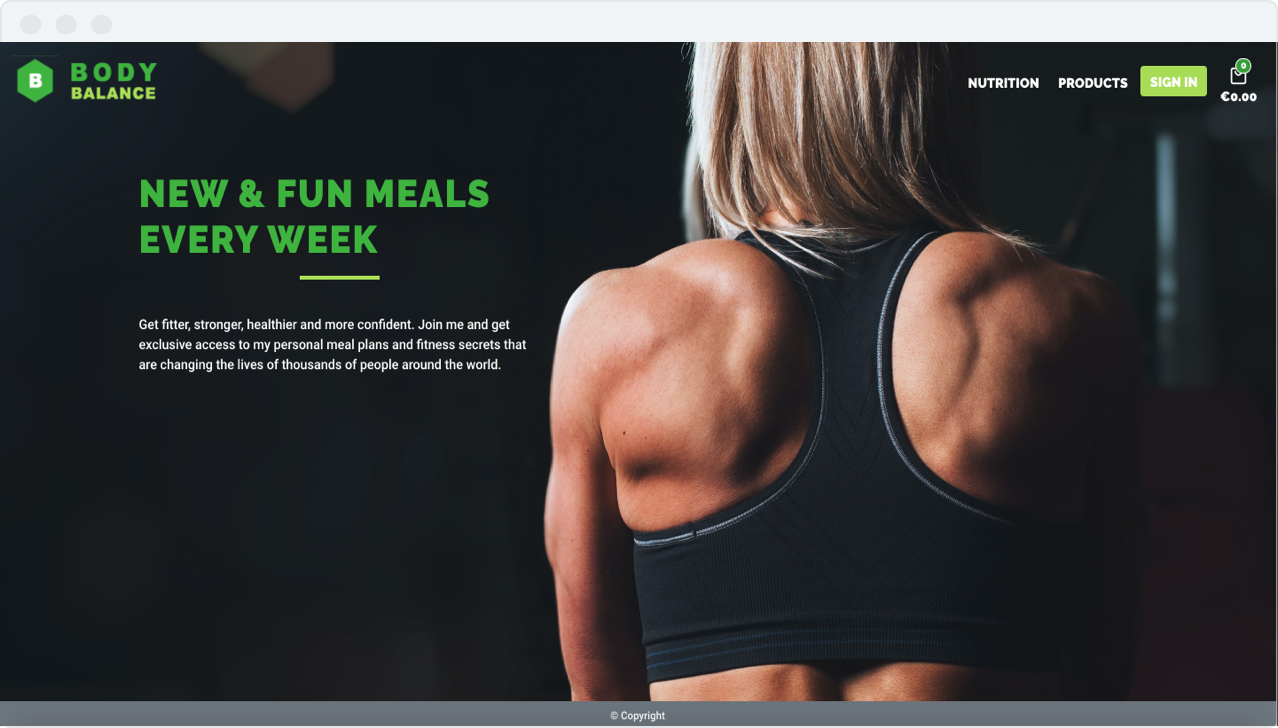 B
BODY
BALANCE
NUTRITION
PRODUCTS
SIGN IN
0
€0.00
NEW & FUN MEALS
EVERY WEEK
Get fitter, stronger, healthier and more confident. Join me and get
exclusive access to my personal meal plans and fitness secrets that
are changing the lives of thousands of people around the world.
© Copyright